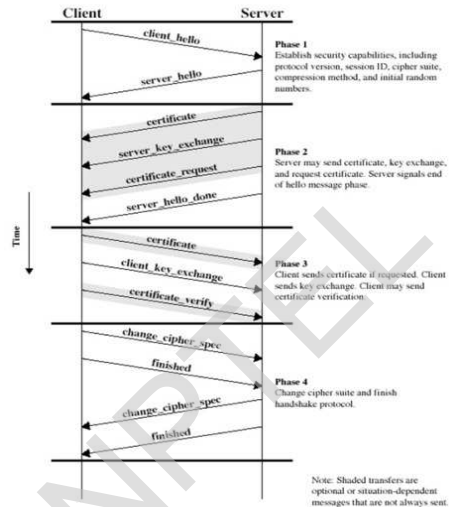 Client Server
client_hello
Phase 1
Establish security capabilities, including
protocol version, session ID, cipher suite,
compression method, and initial random
numbers.
server_hello
certificate
server_key_exchange
Phase 2
Server may send certificate, key exchange,
and request certificate. Server signals end
of hello message phase.
certificate_request
server_hello_done
Time
certificate
Phase 3
Client sends certificate if requested. Client
sends key exchange. Client may send
certificate verification
client_key_exchange
certificate_verify
change_cipher_spec
finished
Phase 4
Change cipher suite and finish
handshake protocol.
change_cipher_spec
finished
Note: Shaded transfers are
optional or situation-dependent
messages that are not always sent.
NPTEL